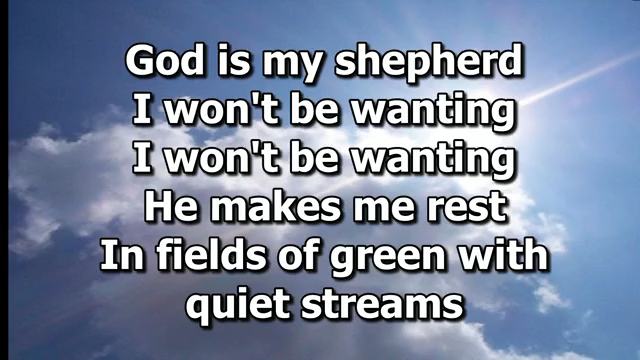 God is my shepherd
I won't be wanting
I won't be wanting
He makes me rest
In fields of green with
quiet streams